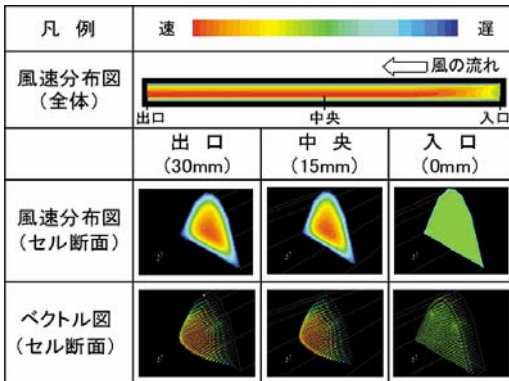 凡 例
速
遅
風速分布図
(全体)
風の流れ
出口
中央
入口
出 口
(30mm)
中 央
(15mm)
入 口
(0mm)
風速分布図
(セル断面)
ベクトル図
(セル断面)